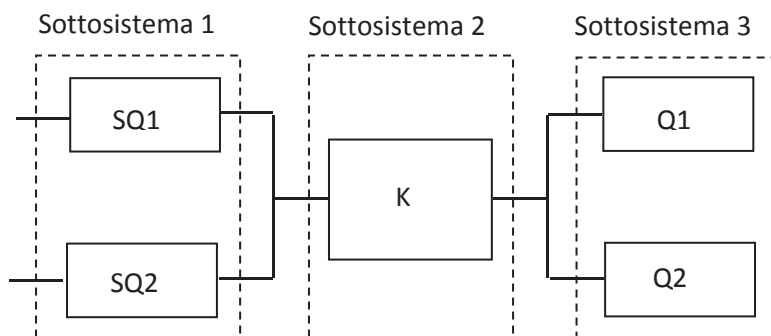 Sottosistema 1
Sottosistema 2
Sottosistema 3
SQ1
Q1
K
SQ2
Q2